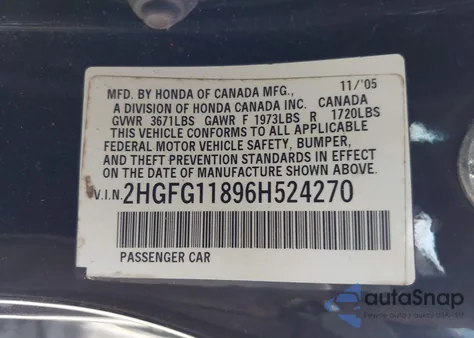 MFD. BY HONDA OF CANADA MFG., 11/'05
A DIVISION OF HONDA CANADA INC. CANADA
GVWR 3671LBS GAWR F 1973LBS R 1720LBS
THIS VEHICLE CONFORMS TO ALL APPLICABLE
FEDERAL MOTOR VEHICLE SAFETY, BUMPER,
AND THEFT PREVENTION STANDARDS IN EFFECT
ON THE DATE OF MANUFACTURE SHOWN ABOVE.
V.I.N. 2HGFG11896H524270
PASSENGER CAR
autoSnap